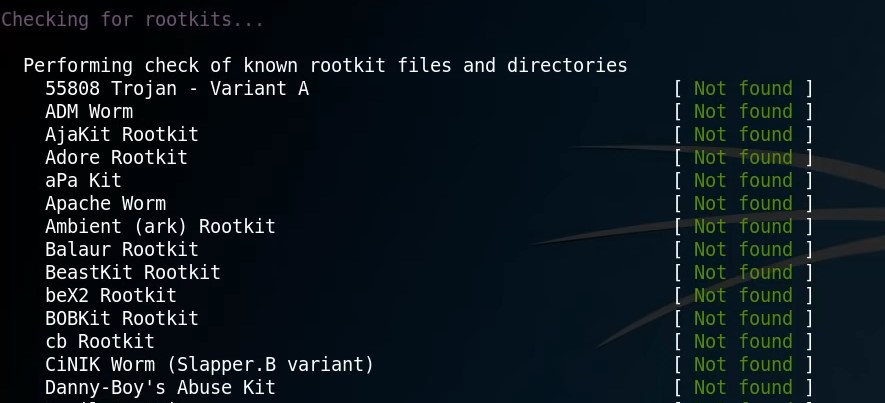 Checking for rootkits...
Performing check of known rootkit files and directories
55808 Trojan - Variant A [ Not found ]
ADM Worm [ Not found ]
AjaKit Rootkit [ Not found ]
Adore Rootkit [ Not found ]
aPa Kit [ Not found ]
Apache Worm [ Not found ]
Ambient (ark) Rootkit [ Not found ]
Balaur Rootkit [ Not found ]
BeastKit Rootkit [ Not found ]
beX2 Rootkit [ Not found ]
BOBKit Rootkit [ Not found ]
cb Rootkit [ Not found ]
CiNIK Worm (Slapper.B variant) [ Not found ]
Danny-Boy's Abuse Kit [ Not found ]